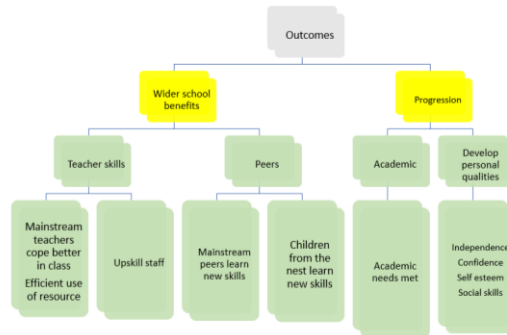 Outcomes
Wider school
benefits
Progression
Teacher skills
Peers
Academic
Develop
personal
qualities
Mainstream
teachers
cope better
in class
Efficient use
of resource
Upskill staff
Mainstream
peers learn
new skills
Children
from the
nest learn
new skills
Academic
needs met
Independence
Confidence
Self esteem
Social skills